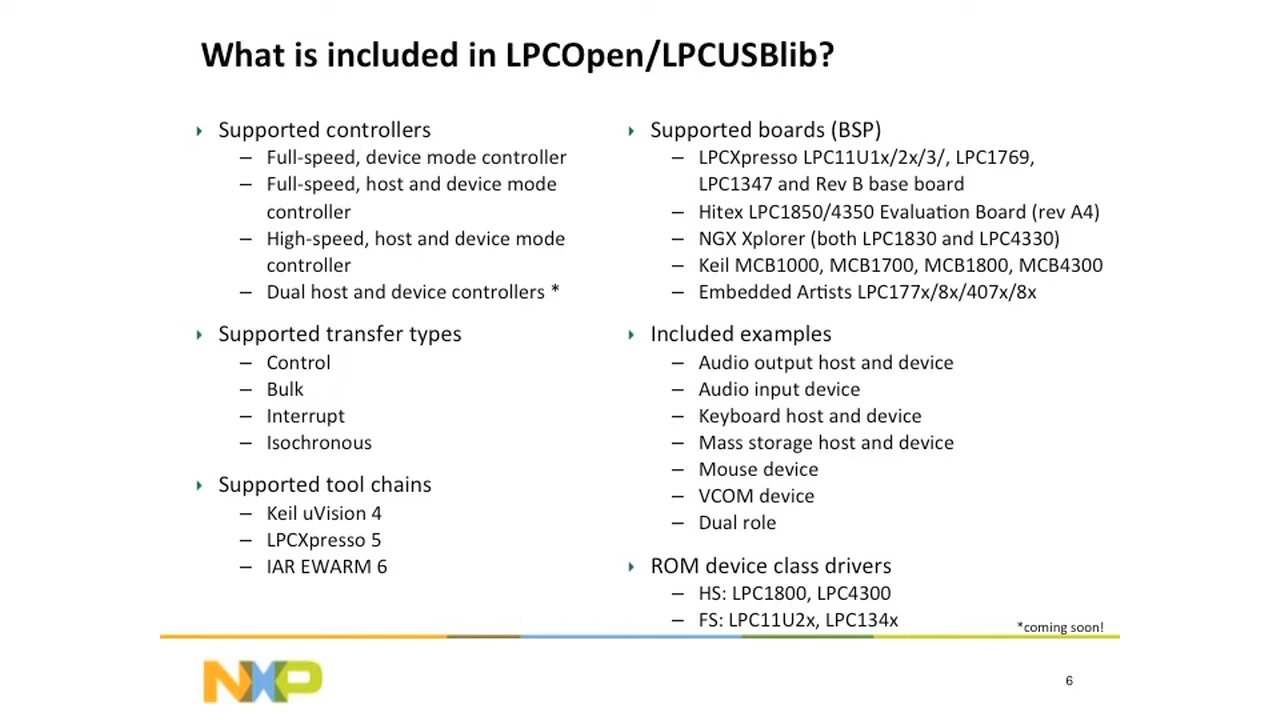 What is included in LPCOpen/LPCUSBlib?
Supported controllers
– Full-speed, device mode controller
– Full-speed, host and device mode
controller
– High-speed, host and device mode
controller
– Dual host and device controllers *
Supported transfer types
– Control
– Bulk
– Interrupt
– Isochronous
Supported tool chains
– Keil uVision 4
– LPCXpresso 5
– IAR EWARM 6
Supported boards (BSP)
– LPCXpresso LPC11U1x/2x/3/, LPC1769,
LPC1347 and Rev B base board
– Hitex LPC1850/4350 Evaluation Board (rev A4)
– NGX Xplorer (both LPC1830 and LPC4330)
– Keil MCB1000, MCB1700, MCB1800, MCB4300
– Embedded Artists LPC177x/8x/407x/8x
Included examples
– Audio output host and device
– Audio input device
– Keyboard host and device
– Mass storage host and device
– Mouse device
– VCOM device
– Dual role
ROM device class drivers
– HS: LPC1800, LPC4300
– FS: LPC11U2x, LPC134x
*coming soon!
NXP
6